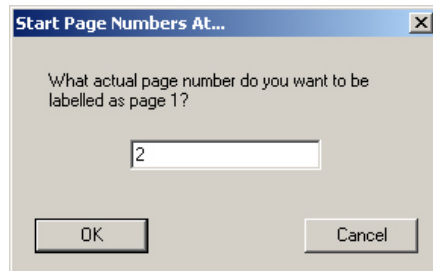 Start Page Numbers At...
What actual page number do you want to be
labelled as page 1?
2
OK Cancel